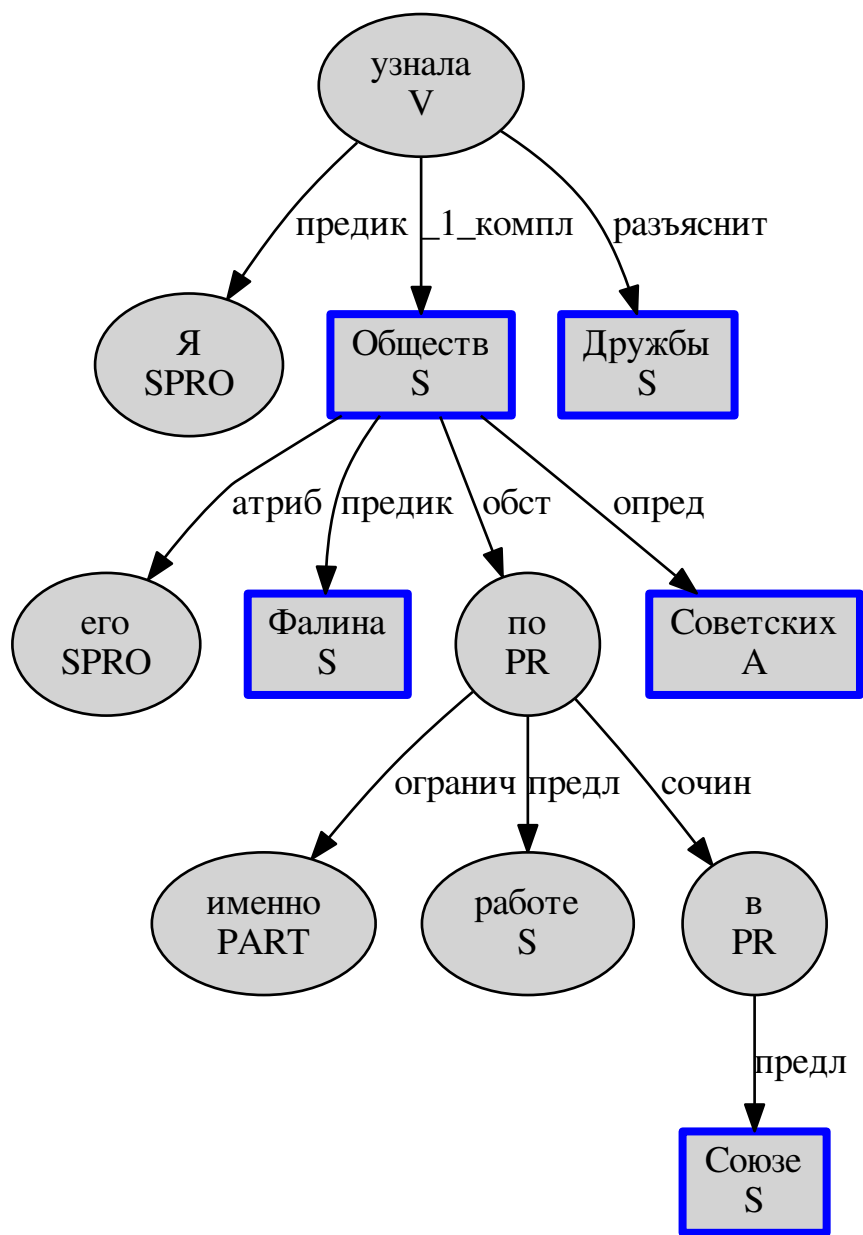 узнала
V
предик
_1_компл
разъяснит
Я
SPRO
Обществ
S
Дружбы
S
атриб
предик
обст
опред
его
SPRO
Фалина
S
по
PR
Советских
A
огранич
предл
сочин
именно
PART
работе
S
в
PR
предл
Союзе
S